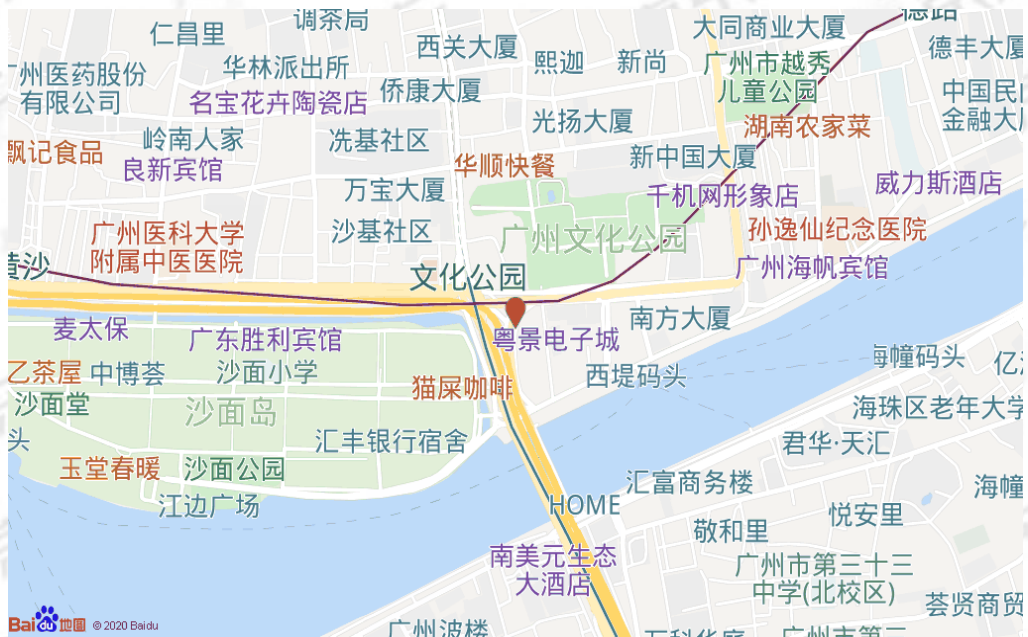 调茶局
德路
仁昌里
西关大厦
大同商业大厦
德丰大厦
熙迦
新尚
广州市越秀
儿童公园
华林派出所
广州医药股份
有限公司
名宝花卉陶瓷店
侨康大厦
中国民
金融大
光扬大厦
湖南农家菜
岭南人家
冼基社区
飘记食品
良新宾馆
华顺快餐
新中国大厦
万宝大厦
千机网形象店
威力斯酒店
广州医科大学
附属中医医院
沙基社区
广州文化公园
孙逸仙纪念医院
黄沙
文化公园
广州海帆宾馆
麦太保
广东胜利宾馆
粤景电子城
南方大厦
乙茶屋
中博荟
沙面小学
猫屎咖啡
西堤码头
海幢码头
亿
沙面堂
沙面岛
海珠区老年大学
头
汇丰银行宿舍
君华·天汇
玉堂春暖
沙面公园
汇富商务楼
海幢
江边广场
HOME
敬和里
悦安里
南美元生态
大酒店
广州市第三十三
中学(北校区)
荟贤商贸
Bai du 地图 © 2020 Baidu
广州波楼